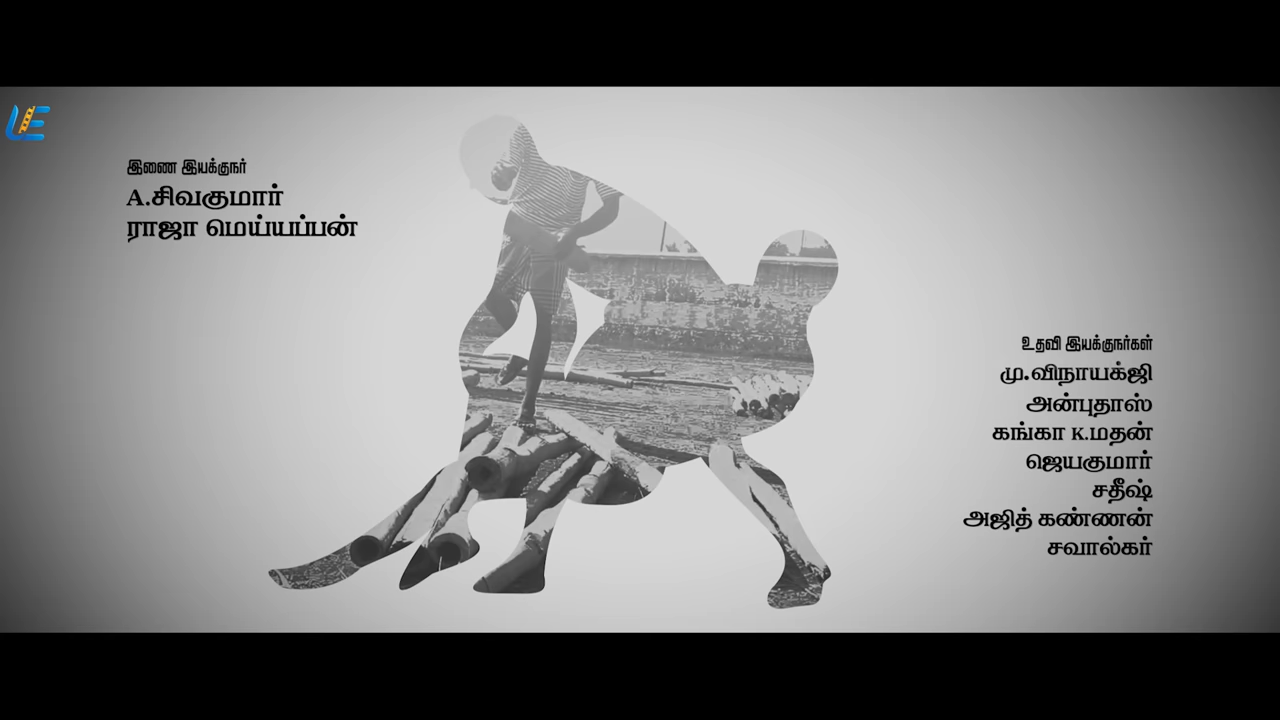 இணை இயக்குநர்
A.சிவகுமார்
ராஜா மெய்யப்பன்
உதவி இயக்குநர்கள்
மு.விநாயக்ஜி
அன்புதாஸ்
கங்கா K.மதன்
ஜெயகுமார்
சதீஷ்
அஜித் கண்ணன்
சவால்கர்